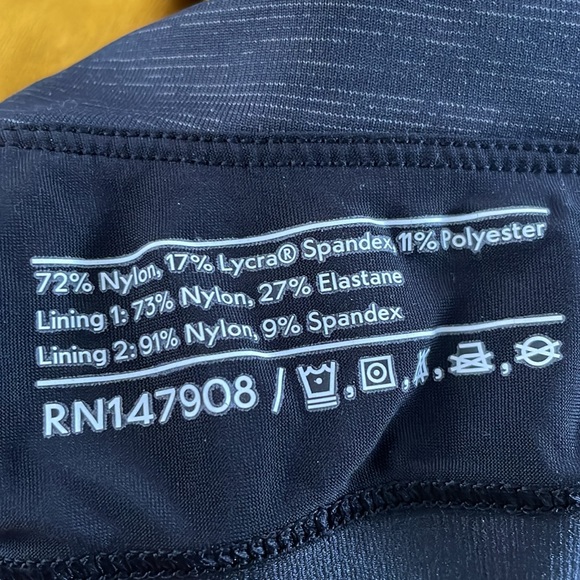 72% Nylon, 17% Lycra® Spandex, 11% Polyester
Lining 1: 73% Nylon, 27% Elastane
Lining 2: 91% Nylon, 9% Spandex
RN147908 /